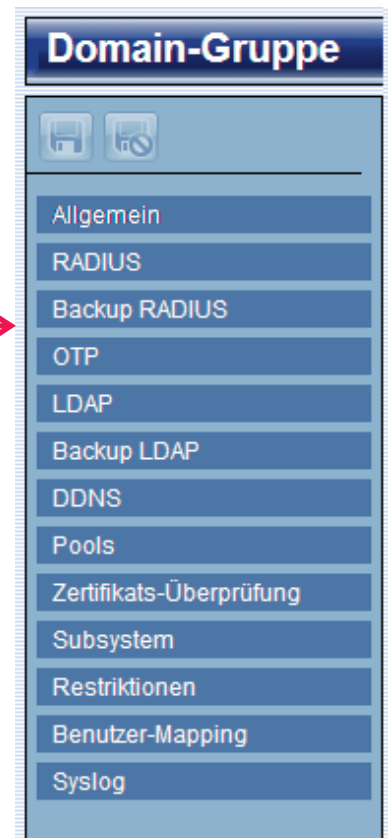 Domain-Gruppe
Allgemein
RADIUS
Backup RADIUS
OTP
LDAP
Backup LDAP
DDNS
Pools
Zertifikats-Überprüfung
Subsystem
Restriktionen
Benutzer-Mapping
Syslog